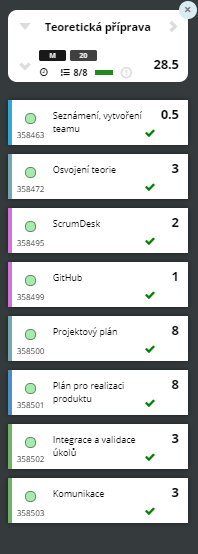 Teoretická příprava
M 20
8/8 28.5
Seznámení, vytvoření 0.5
teamu
358463
Osvojení teorie 3
358472
ScrumDesk 2
358495
GitHub 1
358499
Projektový plán 8
358500
Plán pro realizaci 8
produktu
358501
Integrace a validace 3
úkolů
358502
Komunikace 3
358503